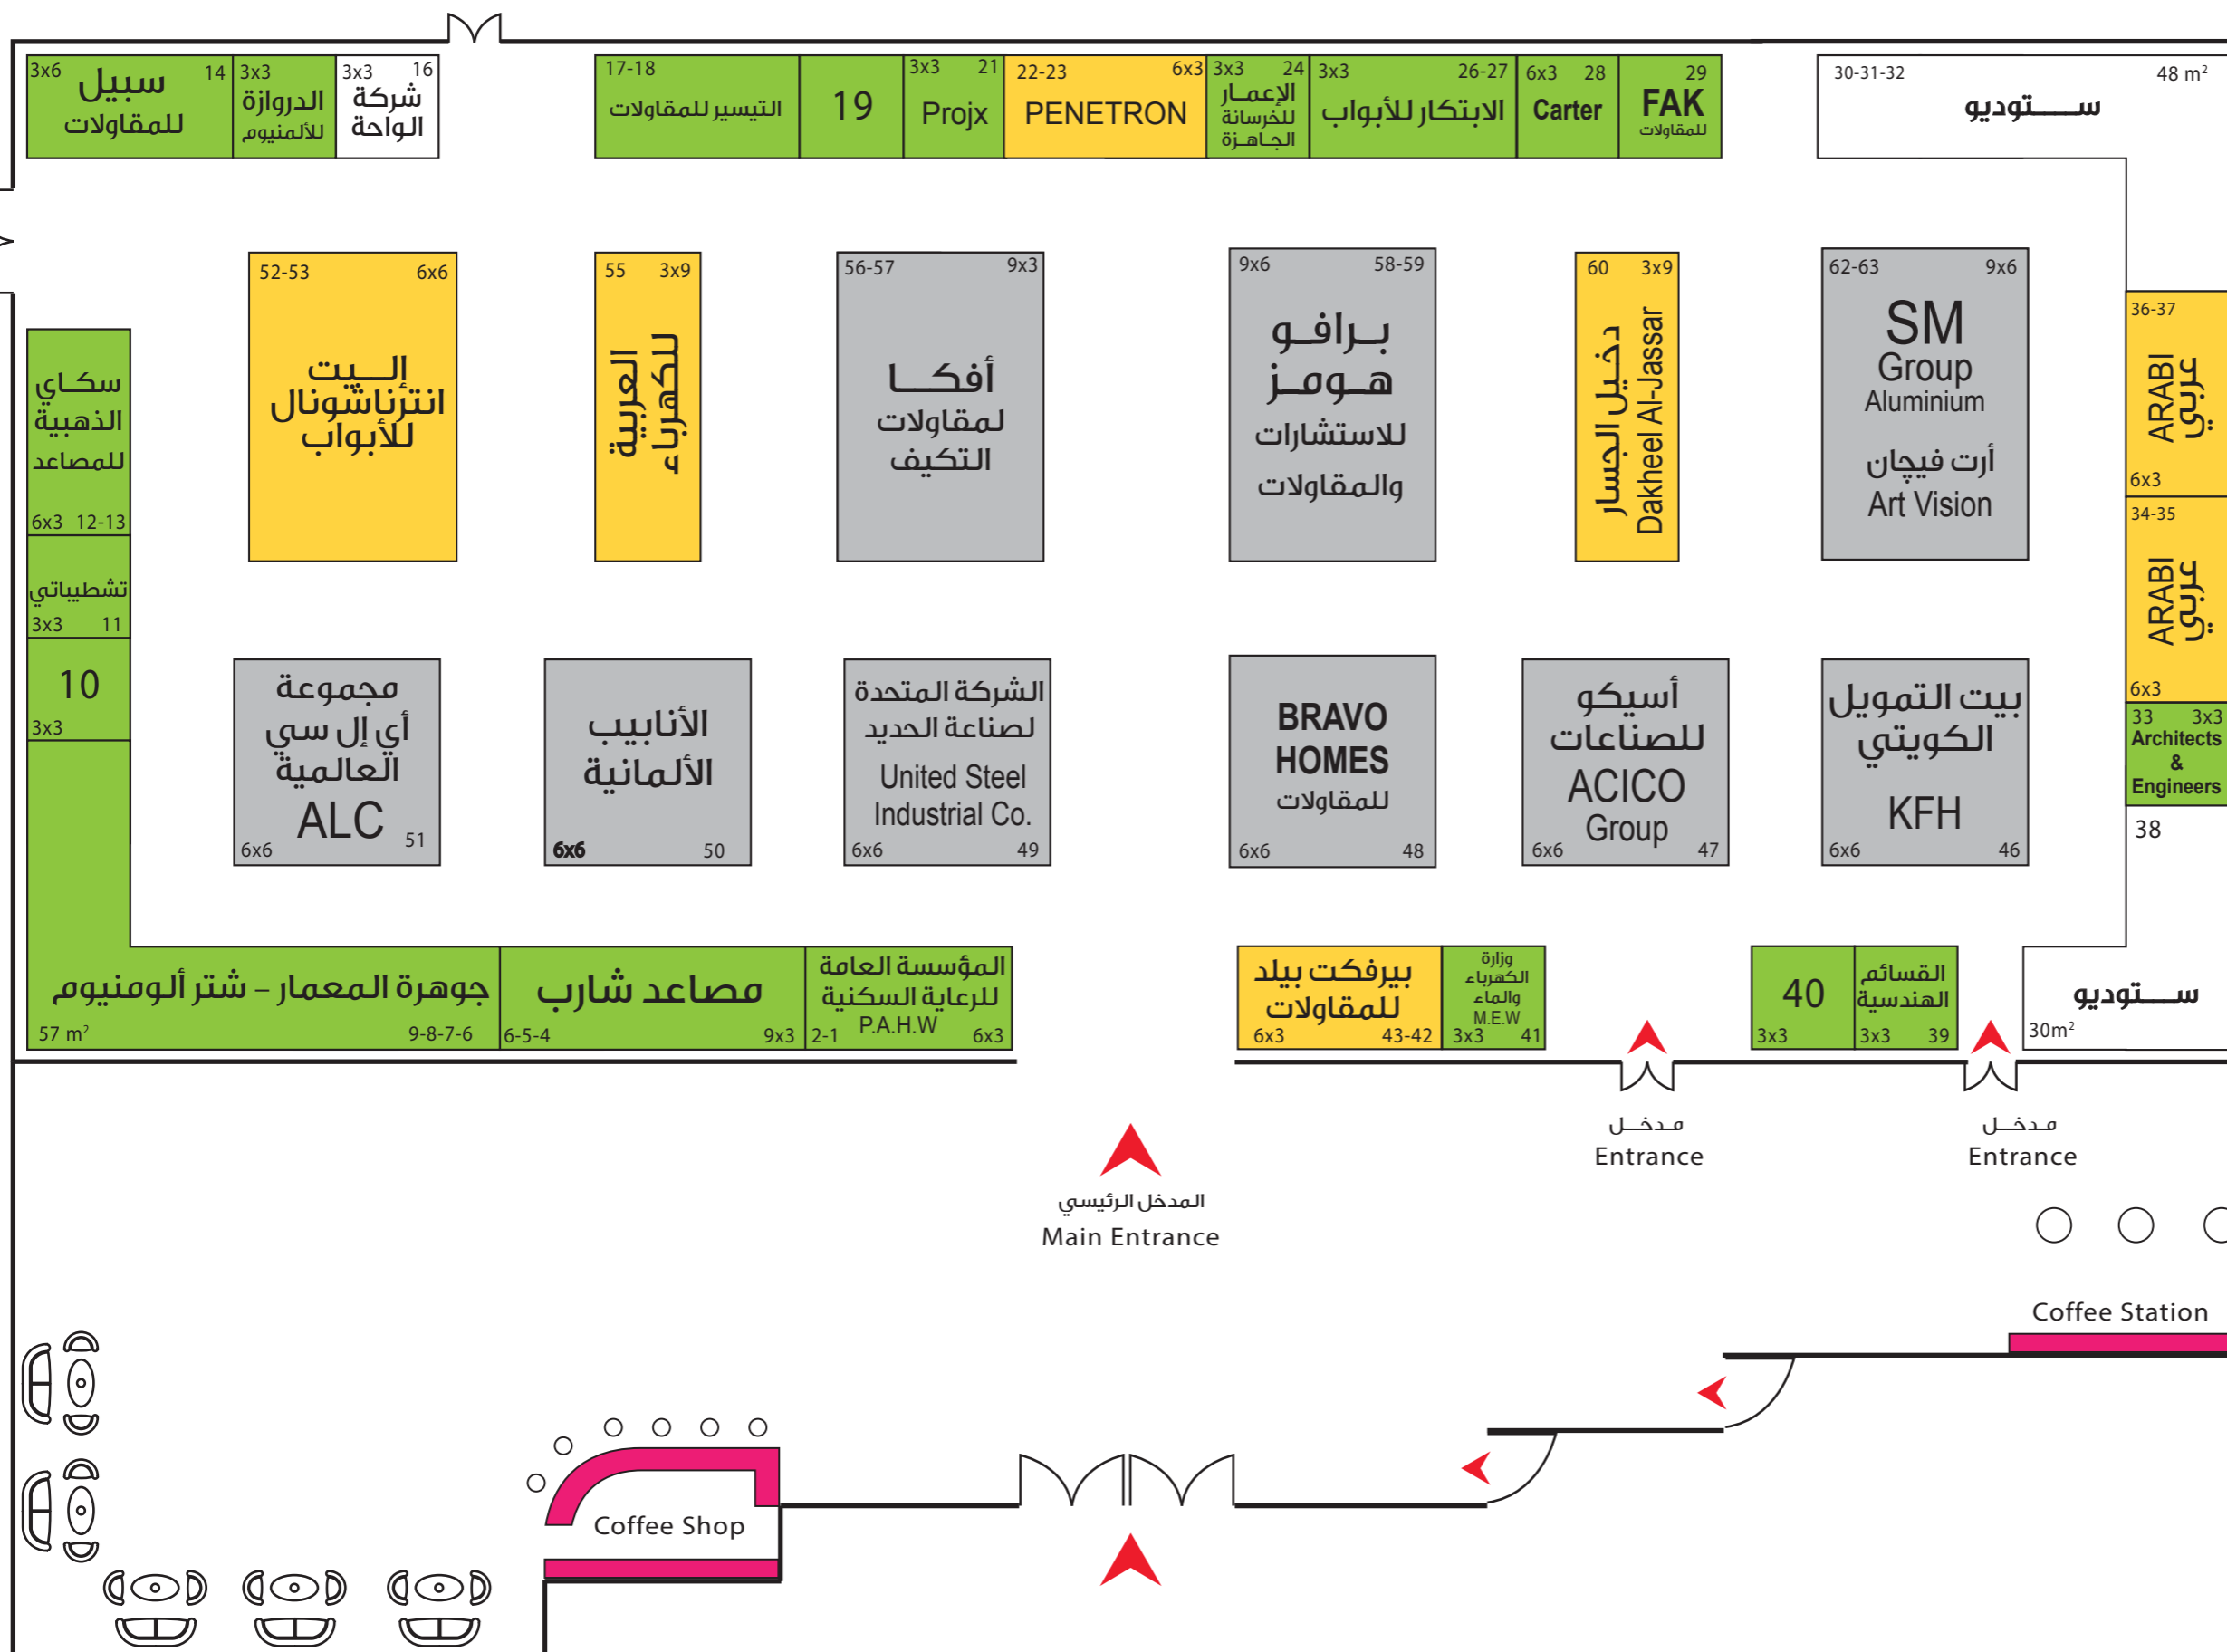 3x6 14
سبيل
للمقاولات
3x3
الدروازة
للألمنيوم
3x3 16
شركة
الواحة
17-18
التيسير للمقاولات
19
3x3 21
Projx
22-23 6x3
PENETRON
3x3 24
الإعمار
للخرسانة
الجاهزة
3x3 26-27
الابتكار للأبواب
6x3 28
Carter
29
FAK
للمقاولات
30-31-32 48 m²
ستوديو
52-53 6x6
إليت
انترناشونال
للأبواب
55 3x9
العربية
للكهرباء
56-57 9x3
أفكا
لمقاولات
التكيف
9x6 58-59
برافو
هومز
للاستشارات
والمقاولات
60 3x9
دخيل الجسار
Dakheel Al-Jassar
62-63 9x6
SM
Group
Aluminium
أرت فيچان
Art Vision
36-37
ARABI
عربي
6x3
34-35
ARABI
عربي
6x3
33 3x3
Architects
&
Engineers
38
سكاي
الذهبية
للمصاعد
6x3 12-13
تشطيباتي
3x3 11
10
3x3
مجموعة
أي إل سي
العالمية
ALC
6x6 51
الأنابيب
الألمانية
6x6 50
الشركة المتحدة
لصناعة الحديد
United Steel
Industrial Co.
6x6 49
BRAVO
HOMES
للمقاولات
6x6 48
أسيكو
للصناعات
ACICO
Group
6x6 47
بيت التمويل
الكويتي
KFH
6x6 46
جوهرة المعمار – شتر ألومنيوم
57 m² 9-8-7-6
مصاعد شارب
6-5-4 9x3
المؤسسة العامة
للرعاية السكنية
P.A.H.W
2-1 6x3
بيرفكت بيلد
للمقاولات
6x3 43-42
وزارة
الكهرباء
والماء
M.E.W
3x3 41
40
3x3
القسائم
الهندسية
3x3 39
ستوديو
30m²
مدخل
Entrance
مدخل
Entrance
المدخل الرئيسي
Main Entrance
Coffee Station
Coffee Shop